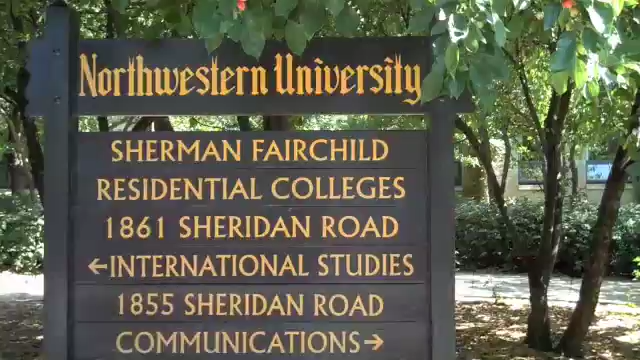 Northwestern University
SHERMAN FAIRCHILD
RESIDENTIAL COLLEGES
1861 SHERIDAN ROAD
←INTERNATIONAL STUDIES
1855 SHERIDAN ROAD
COMMUNICATIONS→